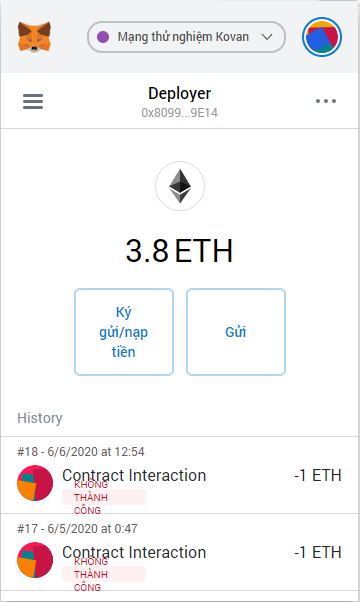 Mạng thử nghiệm Kovan
Deployer
0x8099...9E14
3.8 ETH
Ký
gửi/nạp
tiền
Gửi
History
#18 - 6/6/2020 at 12:54
Contract Interaction -1 ETH
KHÔNG
THÀNH
CÔNG
#17 - 6/5/2020 at 0:47
Contract Interaction -1 ETH
KHÔNG
THÀNH
CÔNG